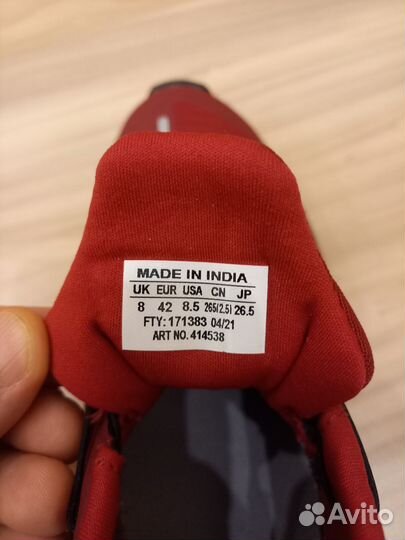 MADE IN INDIA
UK EUR USA CN JP
8 42 8.5 265(2.5) 26.5
FTY: 171383 04/21
ART NO. 414538
Avito